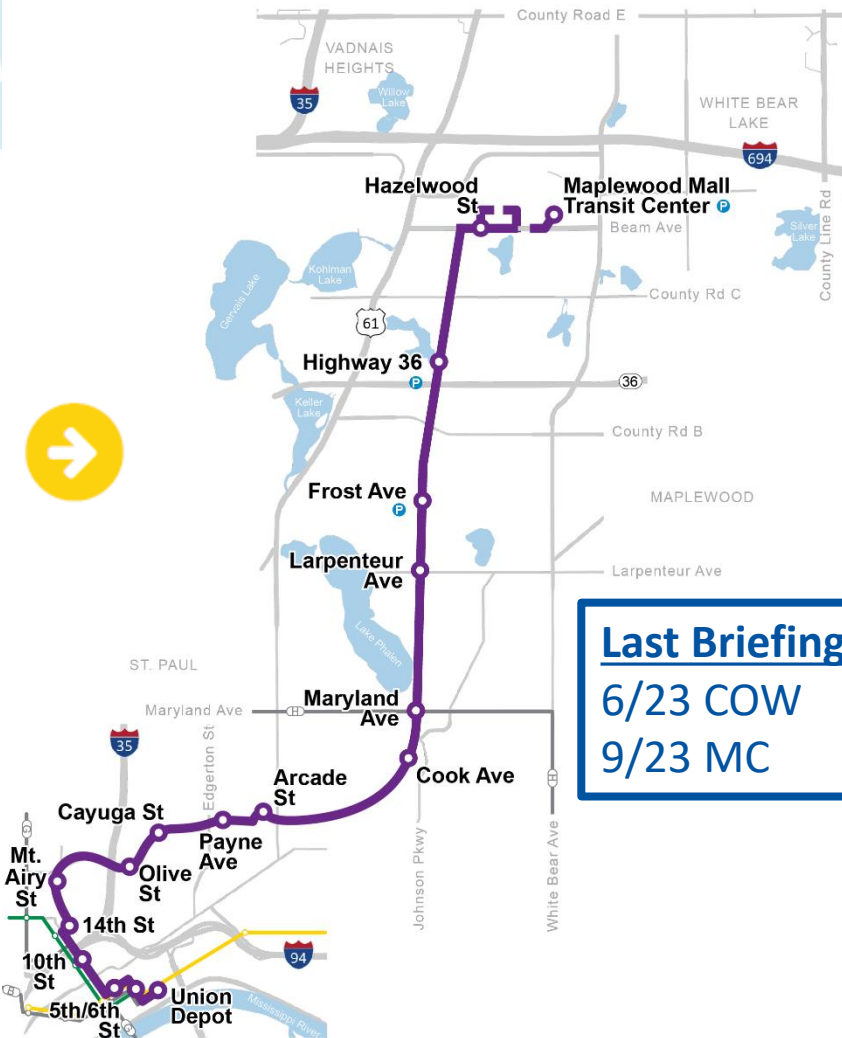 County Road E
VADNAIS
HEIGHTS
35
Willow
Lake
WHITE BEAR
LAKE
694
Hazelwood
St
Maplewood Mall
Transit Center P
Beam Ave
Silver
Lake
County Line Rd
Kohlman
Lake
Gervais Lake
County Rd C
61
Highway 36
P
36
Keller
Lake
County Rd B
Frost Ave
P
MAPLEWOOD
Larpenteur
Ave
Larpenteur Ave
Lake Phalen
Last Briefing
6/23 COW
9/23 MC
ST. PAUL
Maryland Ave
H
Maryland
Ave
35
Edgerton St
Arcade
St
Cook Ave
H
Cayuga St
Payne
Ave
Johnson Pkwy
White Bear Ave
G
Mt.
Airy
St
Olive
St
14th St
10th
St
94
B
5th/6th
St
Union
Depot
Mississippi River
G